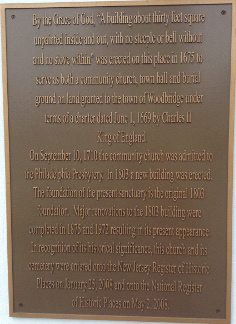 By the Grace of God, "A building about thirty feet square
unpainted inside and out, with no steeple or bell without
and no stove within" was erected on this place in 1675 to
serve as both a community church, town hall and burial
ground on land granted to the town of Woodbridge under
terms of a charter dated June 1, 1669 by Charles II
King of England.
On September 10, 1710 the community church was admitted to
the Philadelphia Presbytery. In 1803 a new building was erected.
The foundation of the present sanctuary is the original 1803
foundation. Major renovations to the 1803 building were
completed in 1875 and 1972 resulting in its present appearance
In recognition of its historical significance, this church and its
cemetery were entered onto the New Jersey Register of Historic
Places on January 25, 2008 and onto the National Register
of Historic Places on May 2, 2008.